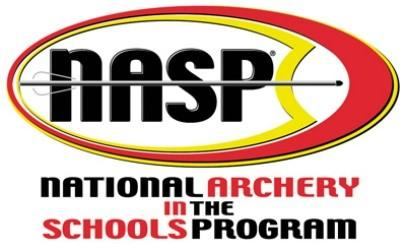 NASP®
NATIONAL ARCHERY
IN THE
SCHOOLS PROGRAM